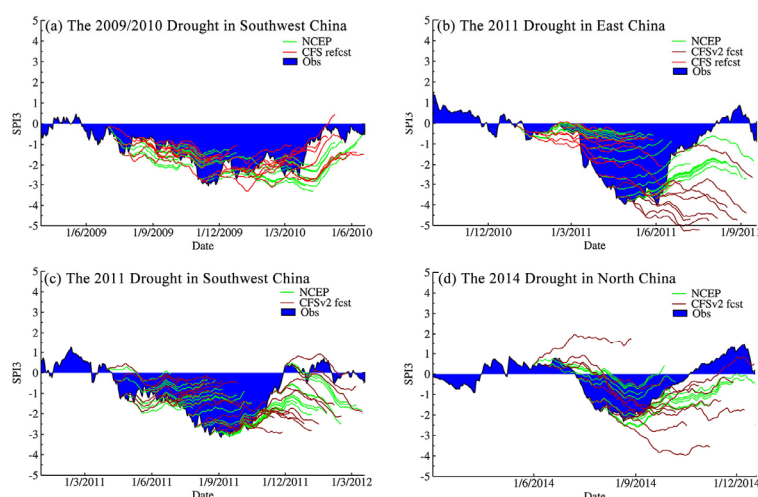 (a) The 2009/2010 Drought in Southwest China
NCEP
CFS refcst
Obs
SPI3
5
4
3
2
1
0
-1
-2
-3
-4
-5
1/6/2009 1/9/2009 1/12/2009 1/3/2010 1/6/2010
Date
(b) The 2011 Drought in East China
NCEP
CFSv2 fcst
CFS refcst
Obs
SPI3
5
4
3
2
1
0
-1
-2
-3
-4
-5
1/12/2010 1/3/2011 1/6/2011 1/9/2011
Date
(c) The 2011 Drought in Southwest China
NCEP
CFSv2 fcst
Obs
SPI3
5
4
3
2
1
0
-1
-2
-3
-4
-5
1/3/2011 1/6/2011 1/9/2011 1/12/2011 1/3/2012
Date
(d) The 2014 Drought in North China
NCEP
CFSv2 fcst
Obs
SPI3
5
4
3
2
1
0
-1
-2
-3
-4
-5
1/6/2014 1/9/2014 1/12/2014
Date